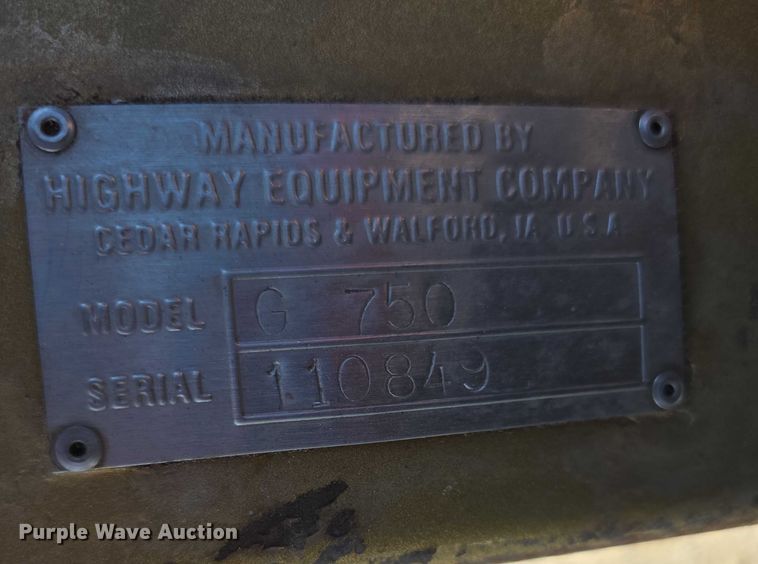 MANUFACTURED BY
HIGHWAY EQUIPMENT COMPANY
CEDAR RAPIDS & WALFORD, IA U.S.A
MODEL G 750
SERIAL 110849
Purple Wave Auction